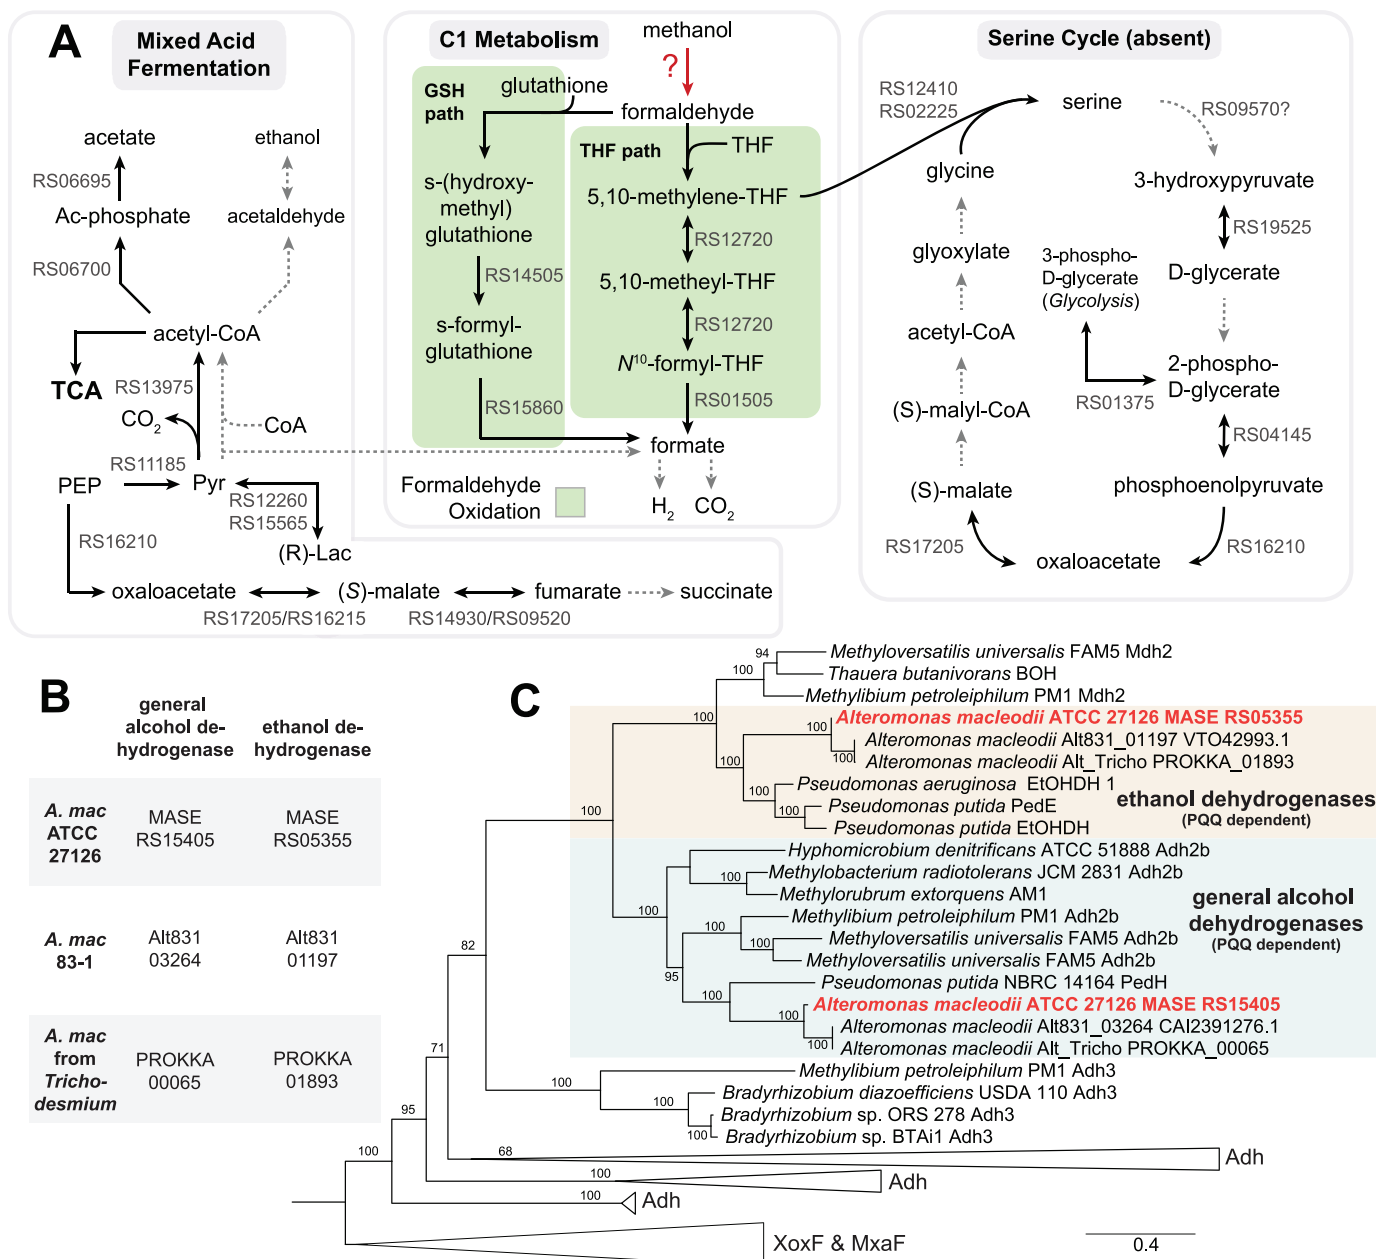 A
Mixed Acid
Fermentation
acetate
ethanol
RS06695
Ac-phosphate
acetaldehyde
RS06700
acetyl-CoA
TCA
RS13975
CO2
CoA
RS11185
PEP
Pyr
RS12260
RS15565
(R)-Lac
RS16210
oxaloacetate
(S)-malate
fumarate
succinate
RS17205/RS16215
RS14930/RS09520
C1 Metabolism
methanol
?
GSH
path
glutathione
formaldehyde
THF path
THF
s-(hydroxy-
methyl)
glutathione
5,10-methylene-THF
RS12720
RS14505
5,10-metheyl-THF
RS12720
s-formyl-
glutathione
N10-formyl-THF
RS15860
RS01505
formate
Formaldehyde
Oxidation
H2
CO2
Serine Cycle (absent)
RS12410
RS02225
serine
RS09570?
glycine
3-hydroxypyruvate
RS19525
glyoxylate
3-phospho-
D-glycerate
(Glycolysis)
D-glycerate
acetyl-CoA
2-phospho-
D-glycerate
RS01375
(S)-malyl-CoA
RS04145
(S)-malate
phosphoenolpyruvate
RS17205
RS16210
oxaloacetate
B
general
alcohol de-
hydrogenase
ethanol de-
hydrogenase
A. mac
ATCC
27126
MASE
RS15405
MASE
RS05355
A. mac
83-1
Alt831
03264
Alt831
01197
A. mac
from
Tricho-
desmium
PROKKA
00065
PROKKA
01893
C
94
Methyloversatilis universalis FAM5 Mdh2
100
Thauera butanivorans BOH
Methylibium petroleiphilum PM1 Mdh2
100
Alteromonas macleodii ATCC 27126 MASE RS05355
Alteromonas macleodii Alt831_01197 VTO42993.1
100
100
Alteromonas macleodii Alt_Tricho PROKKA_01893
100
Pseudomonas aeruginosa EtOHDH 1
100
Pseudomonas putida PedE
Pseudomonas putida EtOHDH
ethanol dehydrogenases
(PQQ dependent)
100
Hyphomicrobium denitrificans ATCC 51888 Adh2b
Methylobacterium radiotolerans JCM 2831 Adh2b
100
Methylorubrum extorquens AM1
100
Methylibium petroleiphilum PM1 Adh2b
100
Methyloversatilis universalis FAM5 Adh2b
100
Methyloversatilis universalis FAM5 Adh2b
95
general alcohol
dehydrogenases
(PQQ dependent)
Pseudomonas putida NBRC 14164 PedH
100
Alteromonas macleodii ATCC 27126 MASE RS15405
100
Alteromonas macleodii Alt831_03264 CAI2391276.1
100
Alteromonas macleodii Alt_Tricho PROKKA_00065
82
Methylibium petroleiphilum PM1 Adh3
100
Bradyrhizobium diazoefficiens USDA 110 Adh3
100
Bradyrhizobium sp. ORS 278 Adh3
100
Bradyrhizobium sp. BTAi1 Adh3
71
95
68
Adh
100
100
Adh
100
Adh
XoxF & MxaF
0.4